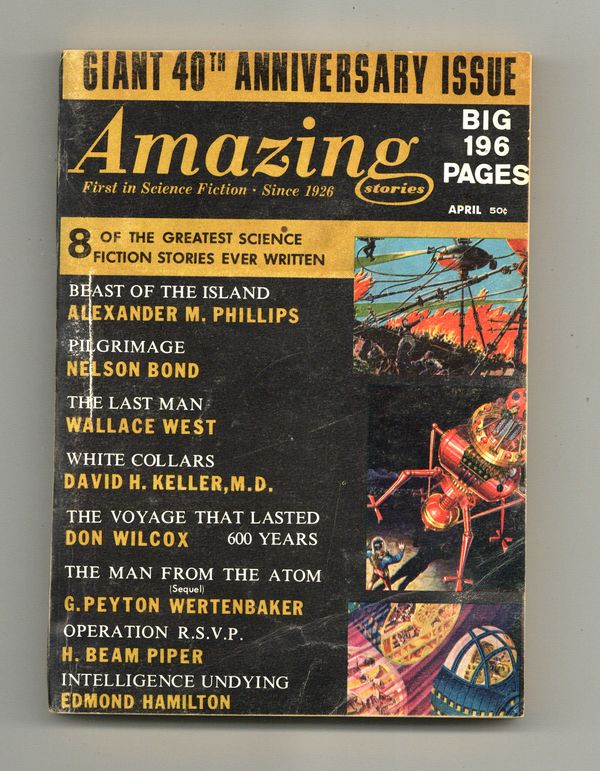 GIANT 40TH ANNIVERSARY ISSUE
Amazing
stories
First in Science Fiction · Since 1926
BIG
196
PAGES
APRIL 50¢
8 OF THE GREATEST SCIENCE
FICTION STORIES EVER WRITTEN
BEAST OF THE ISLAND
ALEXANDER M. PHILLIPS
PILGRIMAGE
NELSON BOND
THE LAST MAN
WALLACE WEST
WHITE COLLARS
DAVID H. KELLER, M.D.
THE VOYAGE THAT LASTED
DON WILCOX 600 YEARS
THE MAN FROM THE ATOM
(Sequel)
G. PEYTON WERTENBAKER
OPERATION R.S.V.P.
H. BEAM PIPER
INTELLIGENCE UNDYING
EDMOND HAMILTON